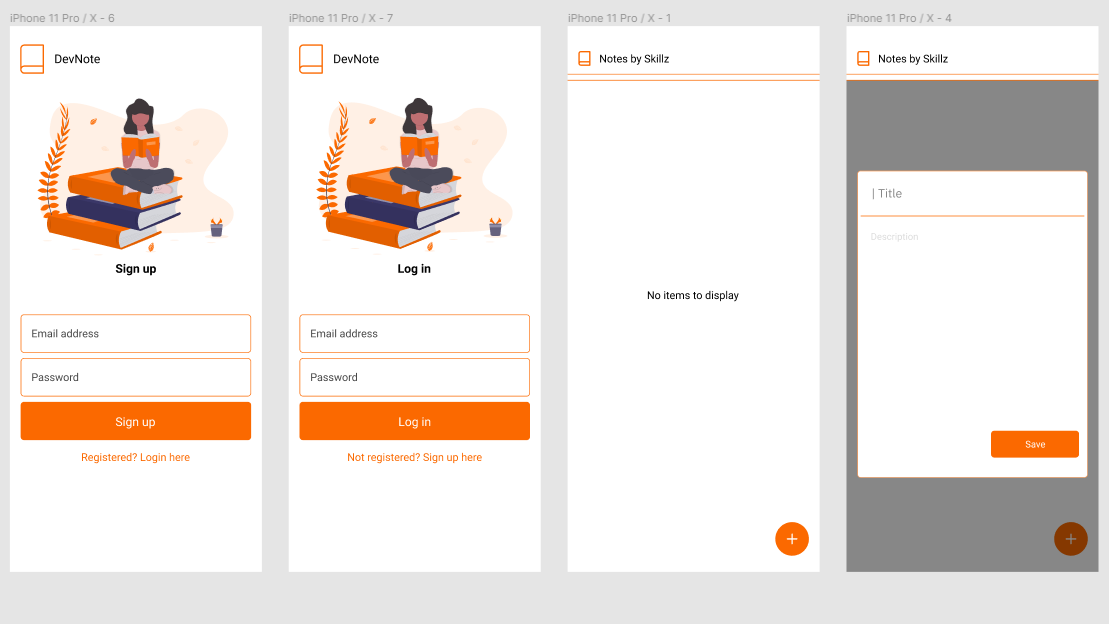 iPhone 11 Pro / X - 6
DevNote
Sign up
Email address
Password
Sign up
Registered? Login here
iPhone 11 Pro / X - 7
DevNote
Log in
Email address
Password
Log in
Not registered? Sign up here
iPhone 11 Pro / X - 1
Notes by Skillz
No items to display
+
iPhone 11 Pro / X - 4
Notes by Skillz
| Title
Description
Save
+